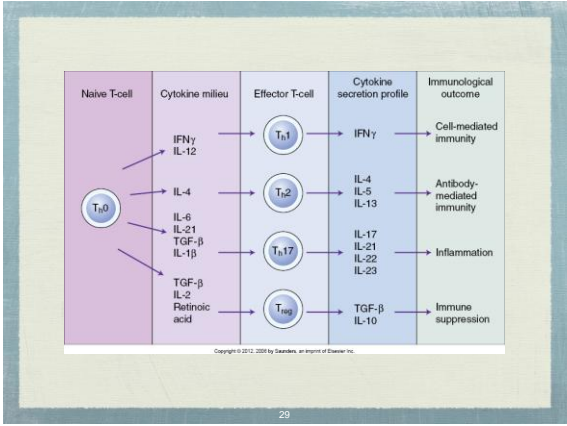 Naive T-cell
Cytokine milieu
Effector T-cell
Cytokine
secretion profile
Immunological
outcome
Th0
IFNγ
IL-12
Th1
IFNγ
Cell-mediated
immunity
IL-4
Th2
IL-4
IL-5
IL-13
Antibody-
mediated
immunity
IL-6
IL-21
TGF-β
IL-1β
Th17
IL-17
IL-21
IL-22
IL-23
Inflammation
TGF-β
IL-2
Retinoic
acid
Treg
TGF-β
IL-10
Immune
suppression
Copyright © 2012, 2006 by Saunders, an imprint of Elsevier Inc.
29